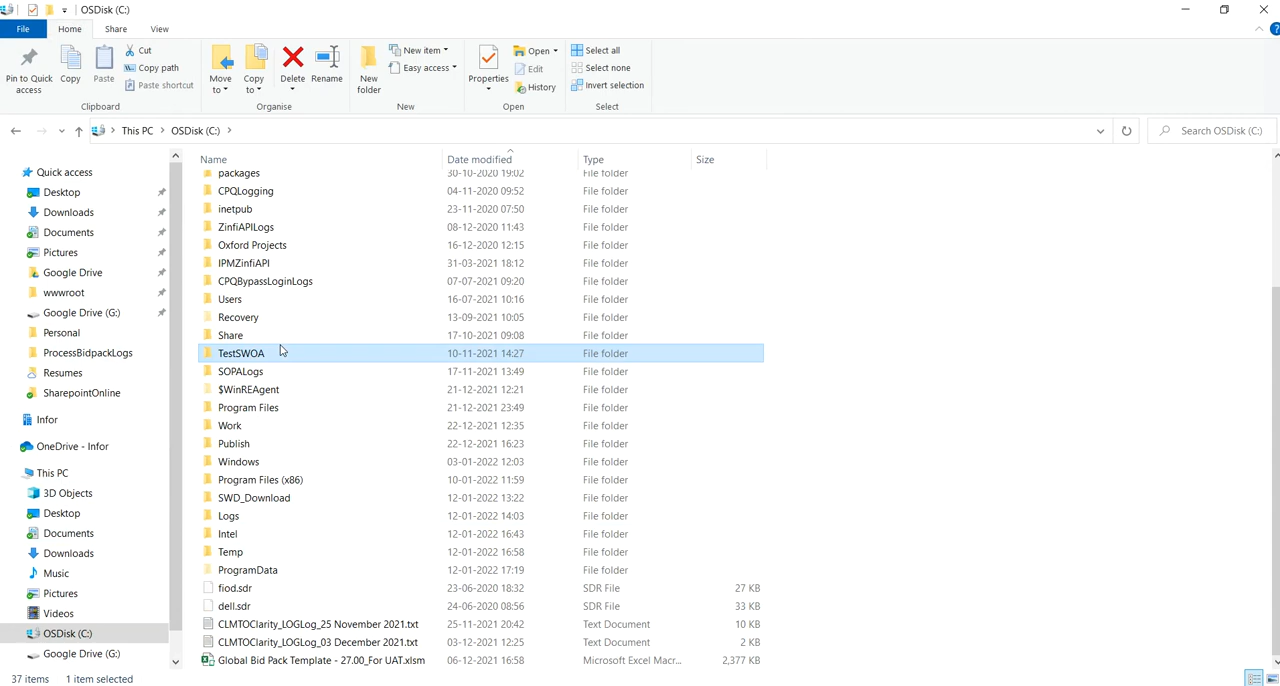 OSDisk (C:)
File Home Share View
Pin to Quick access
Copy
Paste
Cut
Copy path
Paste shortcut
Clipboard
Move to
Copy to
Delete
Rename
Organise
New folder
New item
Easy access
New
Properties
Open
Edit
History
Open
Select all
Select none
Invert selection
Select
This PC > OSDisk (C:) >
Search OSDisk (C:)
Quick access
Desktop
Downloads
Documents
Pictures
Google Drive
wwwroot
Google Drive (G:)
Personal
ProcessBidpackLogs
Resumes
SharepointOnline
Infor
OneDrive - Infor
This PC
3D Objects
Desktop
Documents
Downloads
Music
Pictures
Videos
OSDisk (C:)
Google Drive (G:)
Name Date modified Type Size
packages 30-10-2020 19:02 File folder
CPQLogging 04-11-2020 09:52 File folder
inetpub 23-11-2020 07:50 File folder
ZinfiAPILogs 08-12-2020 11:43 File folder
Oxford Projects 16-12-2020 12:15 File folder
IPMZinfiAPI 31-03-2021 18:12 File folder
CPQBypassLoginLogs 07-07-2021 09:20 File folder
Users 16-07-2021 10:16 File folder
Recovery 13-09-2021 10:05 File folder
Share 17-10-2021 09:08 File folder
TestSWOA 10-11-2021 14:27 File folder
SOPALogs 17-11-2021 13:49 File folder
$WinREAgent 21-12-2021 12:21 File folder
Program Files 21-12-2021 23:49 File folder
Work 22-12-2021 12:35 File folder
Publish 22-12-2021 16:23 File folder
Windows 03-01-2022 12:03 File folder
Program Files (x86) 10-01-2022 11:59 File folder
SWD_Download 12-01-2022 13:22 File folder
Logs 12-01-2022 14:03 File folder
Intel 12-01-2022 16:43 File folder
Temp 12-01-2022 16:58 File folder
ProgramData 12-01-2022 17:19 File folder
fiod.sdr 23-06-2020 18:32 SDR File 27 KB
dell.sdr 24-06-2020 08:56 SDR File 33 KB
CLMTOClarity_LOGLog_25 November 2021.txt 25-11-2021 20:42 Text Document 10 KB
CLMTOClarity_LOGLog_03 December 2021.txt 03-12-2021 12:25 Text Document 2 KB
Global Bid Pack Template - 27.00_For UAT.xlsm 06-12-2021 16:58 Microsoft Excel Macr... 2,377 KB
37 items 1 item selected